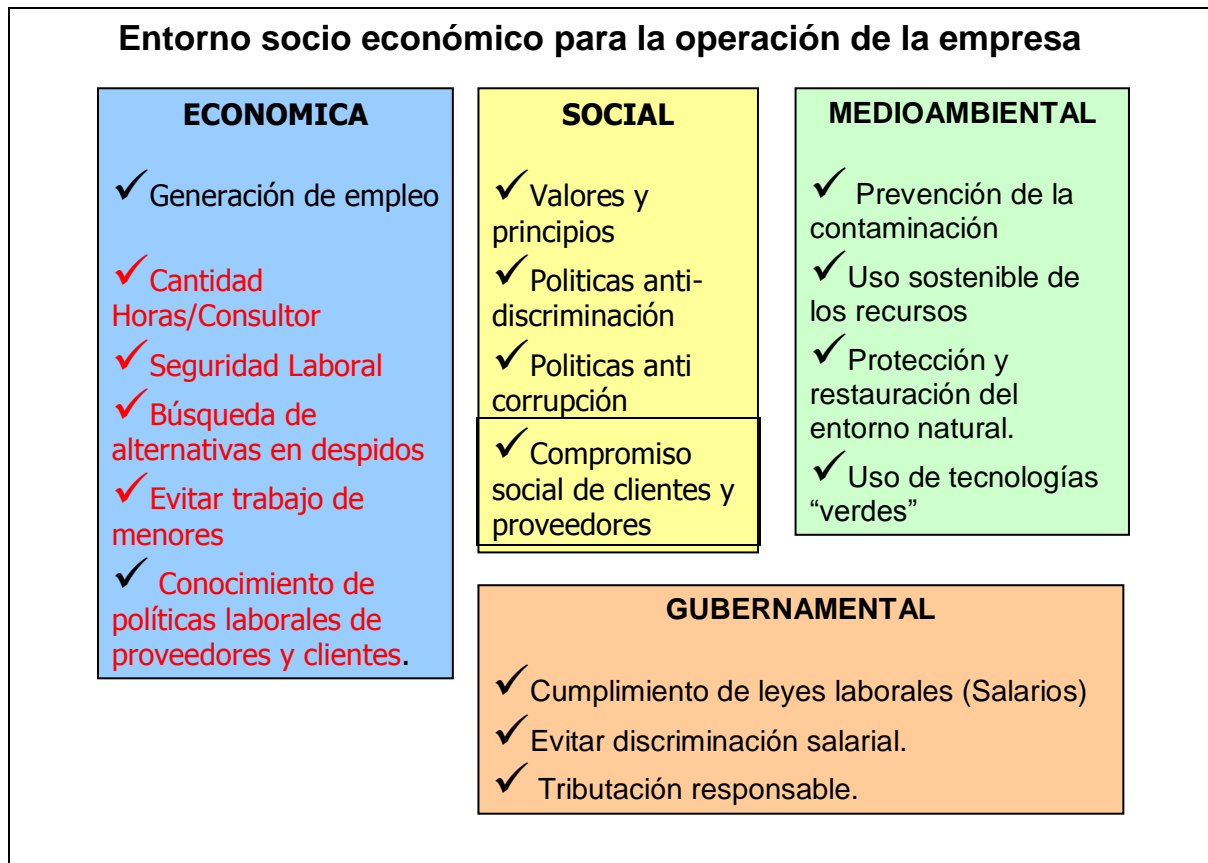 Entorno socio económico para la operación de la empresa
ECONOMICA
✓Generación de empleo
✓Cantidad
Horas/Consultor
✓Seguridad Laboral
✓Búsqueda de
alternativas en despidos
✓Evitar trabajo de
menores
✓ Conocimiento de
políticas laborales de
proveedores y clientes.
SOCIAL
✓Valores y
principios
✓Politicas anti-
discriminación
✓Politicas anti
corrupción
✓Compromiso
social de clientes y
proveedores
MEDIOAMBIENTAL
✓ Prevención de la
contaminación
✓Uso sostenible de
los recursos
✓Protección y
restauración del
entorno natural.
✓Uso de tecnologías
“verdes”
GUBERNAMENTAL
✓Cumplimiento de leyes laborales (Salarios)
✓Evitar discriminación salarial.
✓ Tributación responsable.